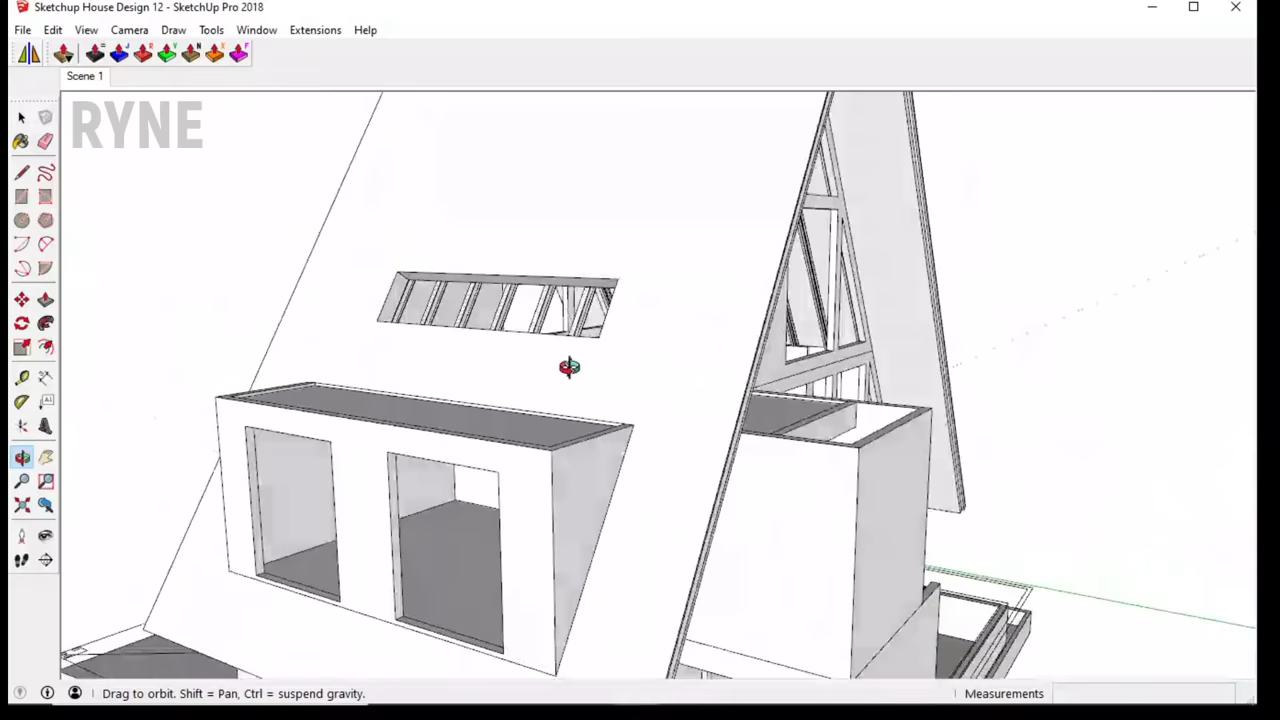 Sketchup House Design 12 - SketchUp Pro 2018
File Edit View Camera Draw Tools Window Extensions Help
Scene 1
RYNE
Drag to orbit. Shift = Pan, Ctrl = suspend gravity.
Measurements